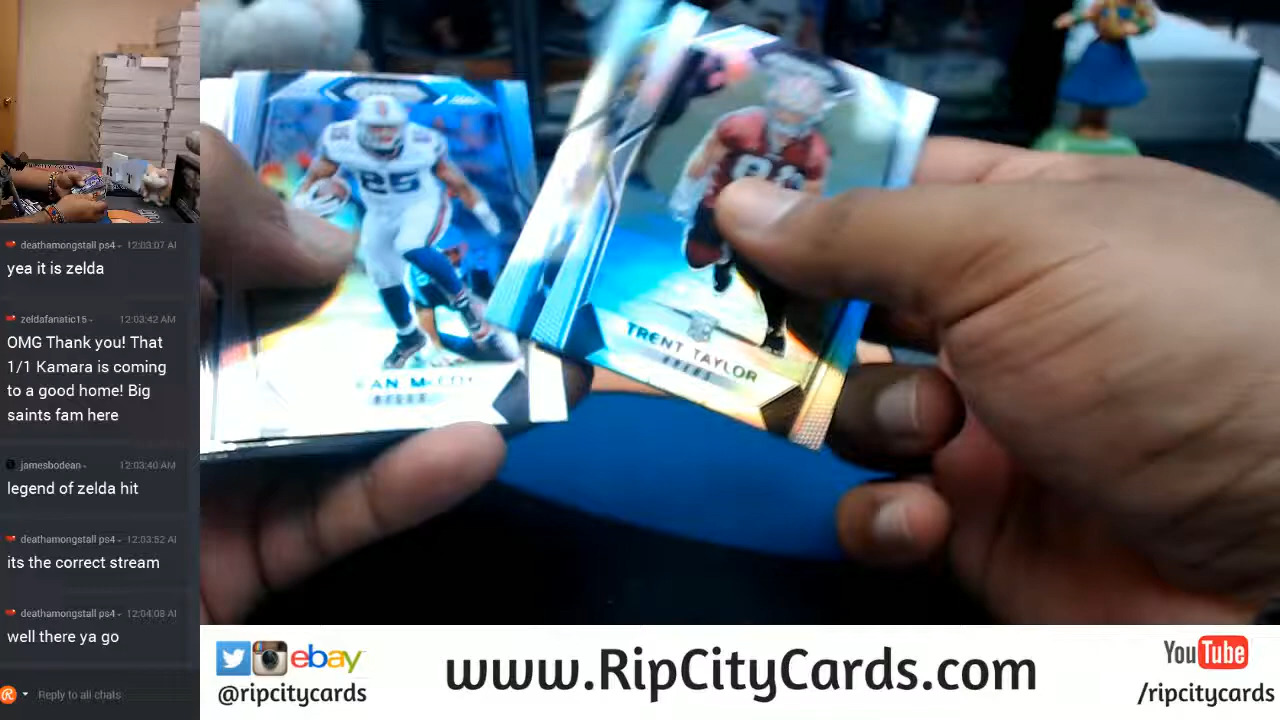 deathamongstall ps4 12:03:07 AM
yea it is zelda
zeldafanatic15 12:03:42 AM
OMG Thank you! That
1/1 Kamara is coming
to a good home! Big
saints fam here
jamesbodean 12:03:40 AM
legend of zelda hit
deathamongstall ps4 12:03:52 AM
its the correct stream
deathamongstall ps4 12:04:08 AM
well there ya go
Reply to all chats
25
TRENT TAYLOR
49ERS
BILLS
ebay
@ripcitycards
www.RipCityCards.com
YouTube
/ripcitycards